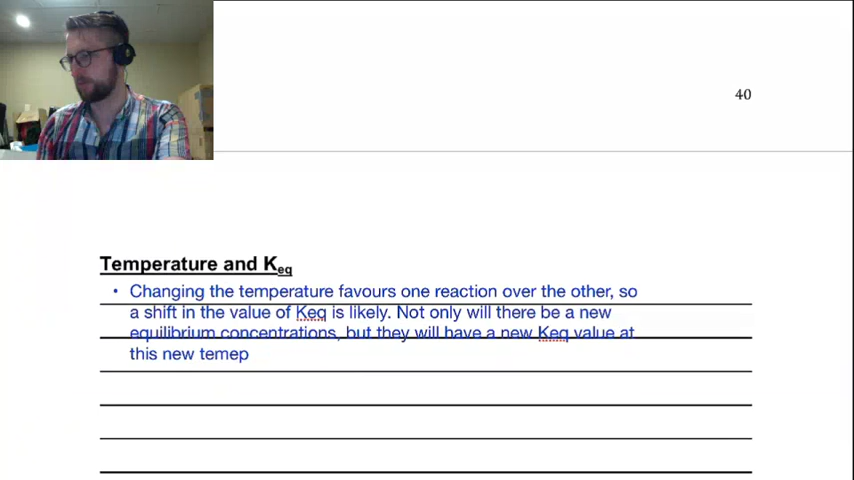 40
Temperature and Keq
• Changing the temperature favours one reaction over the other, so
a shift in the value of Keq is likely. Not only will there be a new
equilibrium concentrations, but they will have a new Keq value at
this new temep